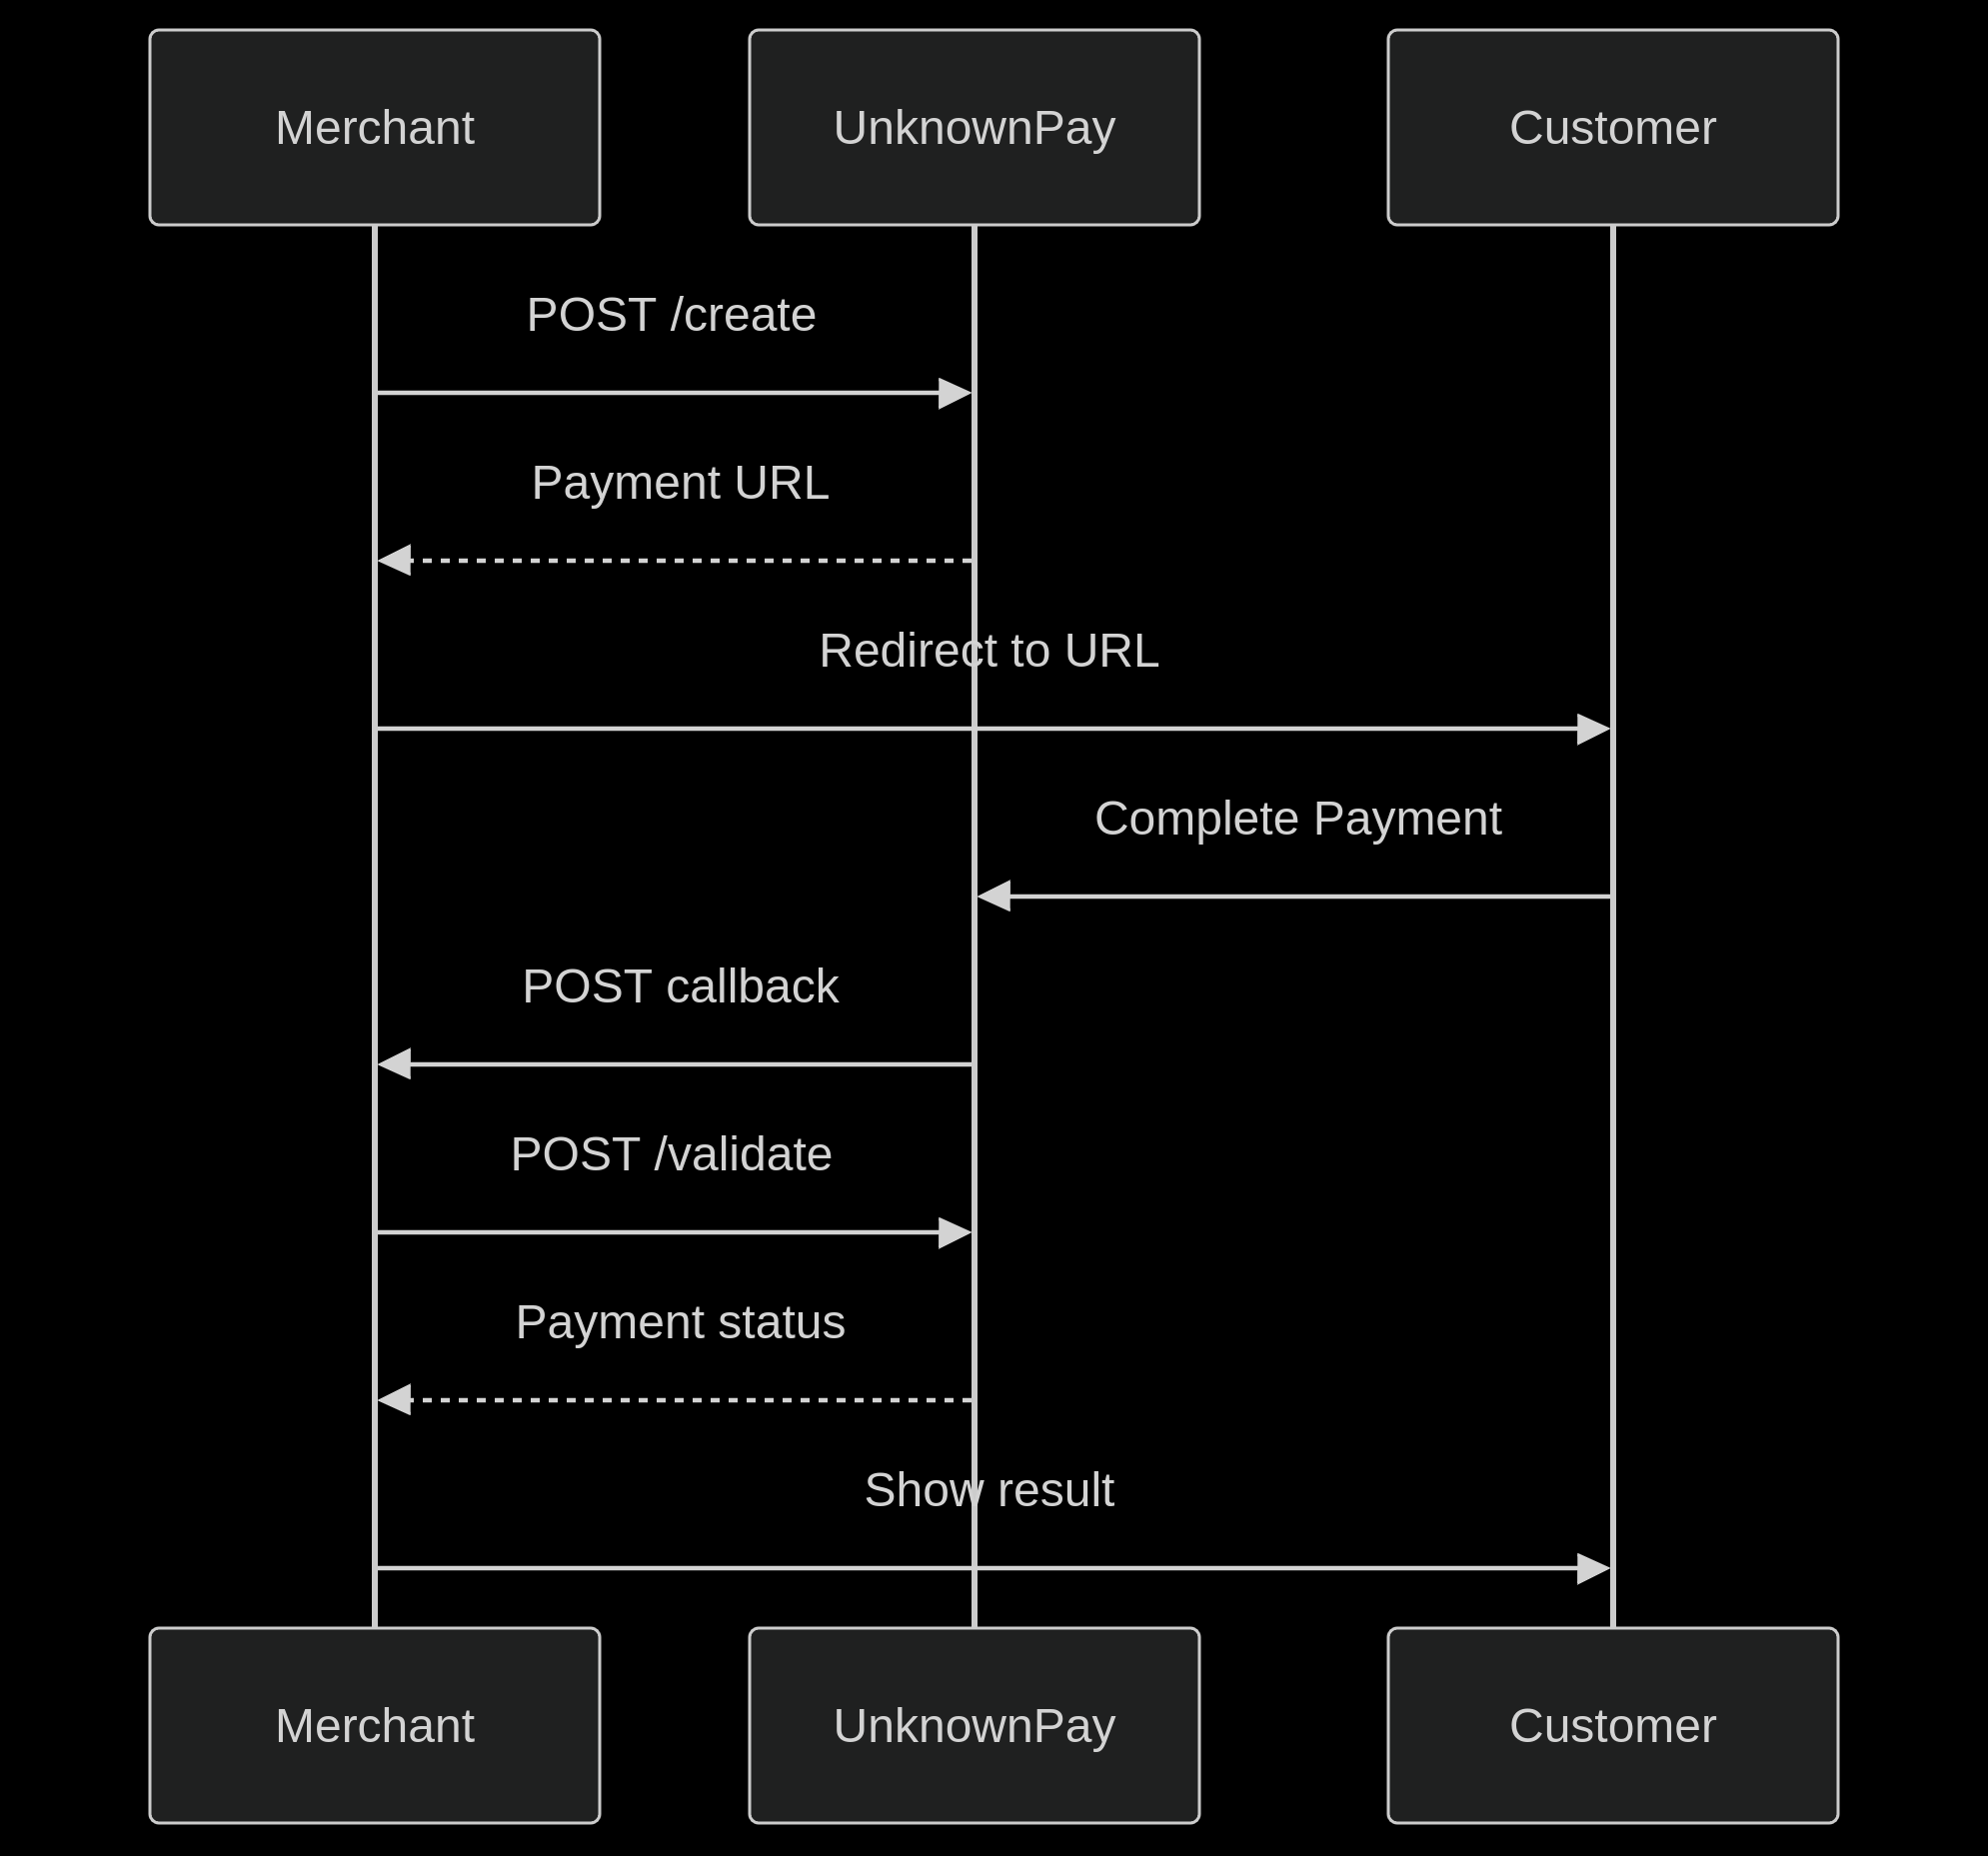 Merchant
UnknownPay
Customer
POST /create
Payment URL
Redirect to URL
Complete Payment
POST callback
POST /validate
Payment status
Show result
Merchant
UnknownPay
Customer